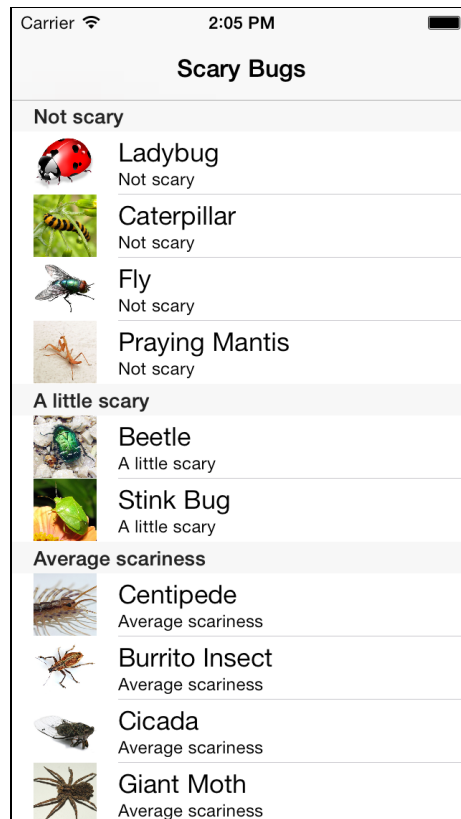 Carrier 2:05 PM
Scary Bugs
Not scary
Ladybug
Not scary
Caterpillar
Not scary
Fly
Not scary
Praying Mantis
Not scary
A little scary
Beetle
A little scary
Stink Bug
A little scary
Average scariness
Centipede
Average scariness
Burrito Insect
Average scariness
Cicada
Average scariness
Giant Moth
Average scariness